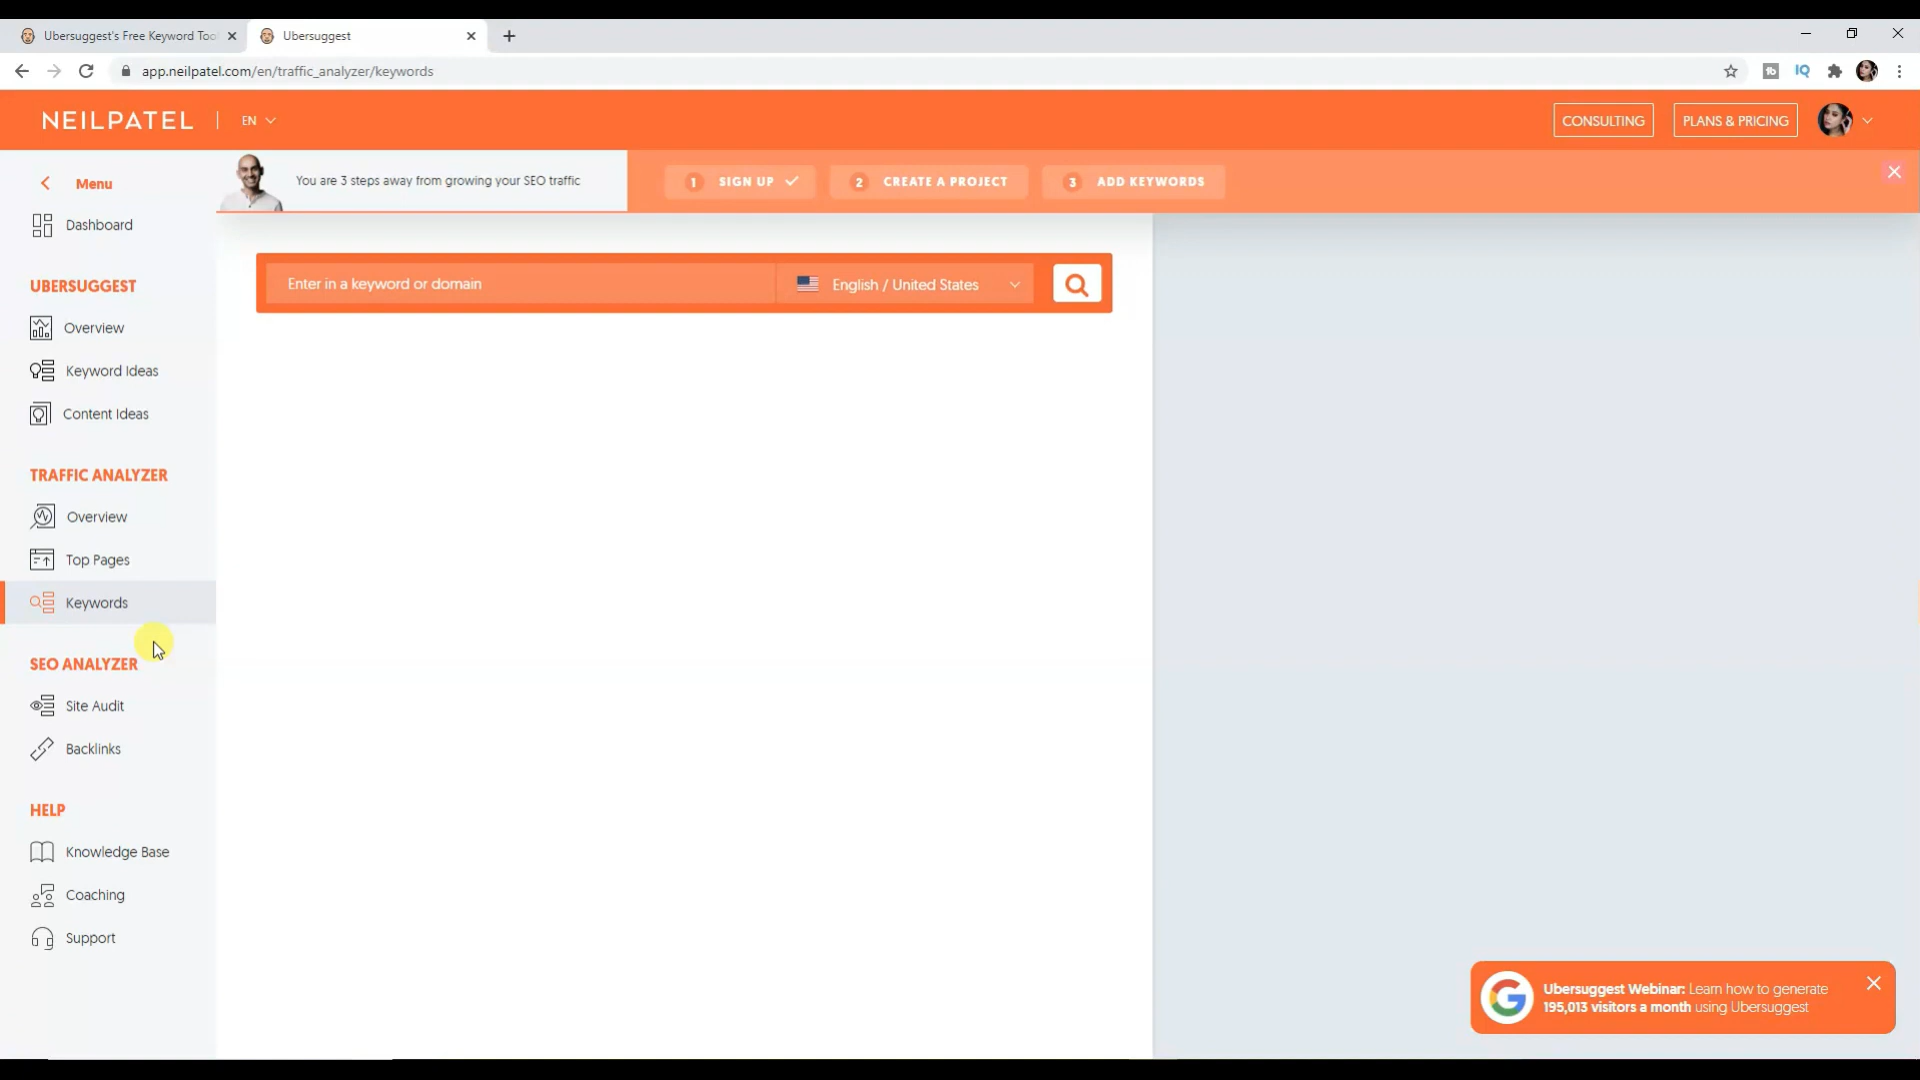 Ubersuggest's Free Keyword Too
Ubersuggest
app.neilpatel.com/en/traffic_analyzer/keywords
IQ
NEILPATEL
EN
CONSULTING
PLANS & PRICING
Menu
You are 3 steps away from growing your SEO traffic
1 SIGN UP
2 CREATE A PROJECT
3 ADD KEYWORDS
Dashboard
Enter in a keyword or domain
English / United States
UBERSUGGEST
Overview
Keyword Ideas
Content Ideas
TRAFFIC ANALYZER
Overview
Top Pages
Keywords
SEO ANALYZER
Site Audit
Backlinks
HELP
Knowledge Base
Coaching
Support
G
Ubersuggest Webinar: Learn how to generate
195,013 visitors a month using Ubersuggest